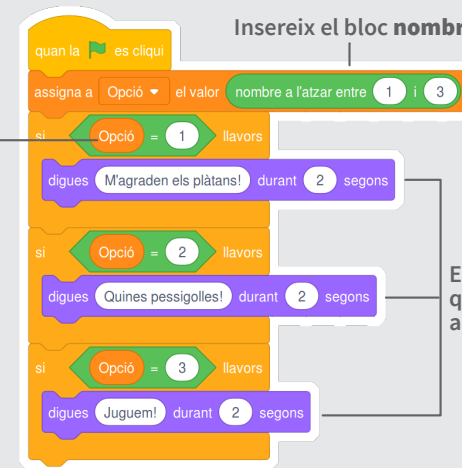 Insereix el bloc nombr
quan la es cliqui
assigna a Opció el valor nombre a l'atzar entre 1 i 3
si Opció = 1 llavors
digues M'agraden els plàtans! durant 2 segons
si Opció = 2 llavors
digues Quines pessigolles! durant 2 segons
E
q
a
si Opció = 3 llavors
digues Juguem! durant 2 segons